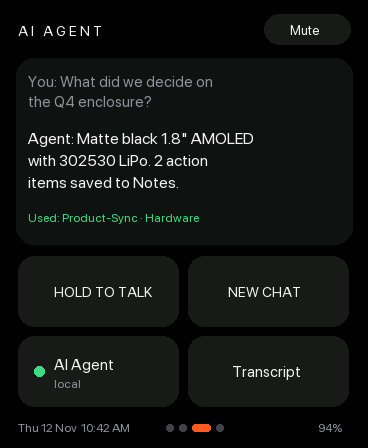 AI AGENT
Mute
You: What did we decide on
the Q4 enclosure?
Agent: Matte black 1.8" AMOLED
with 302530 LiPo. 2 action
items saved to Notes.
Used: Product-Sync · Hardware
HOLD TO TALK
NEW CHAT
AI Agent
local
Transcript
Thu 12 Nov 10:42 AM
94%